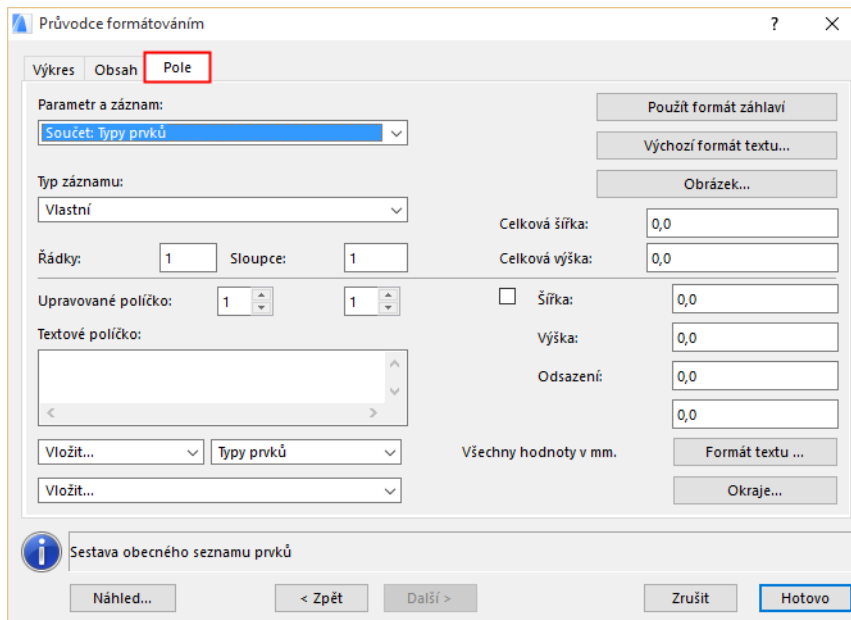 Průvodce formátováním
?
Výkres
Obsah
Pole
Parametr a záznam:
Součet: Typy prvků
Použít formát záhlaví
Výchozí formát textu...
Obrázek...
Typ záznamu:
Vlastní
Celková šířka: 0,0
Řádky: 1 Sloupce: 1
Celková výška: 0,0
Upravované políčko: 1 1
Šířka: 0,0
Textové políčko:
Výška: 0,0
Odsazení: 0,0
0,0
Vložit... Typy prvků
Všechny hodnoty v mm.
Formát textu ...
Vložit...
Okraje...
Sestava obecného seznamu prvků
Náhled... < Zpět Další > Zrušit Hotovo